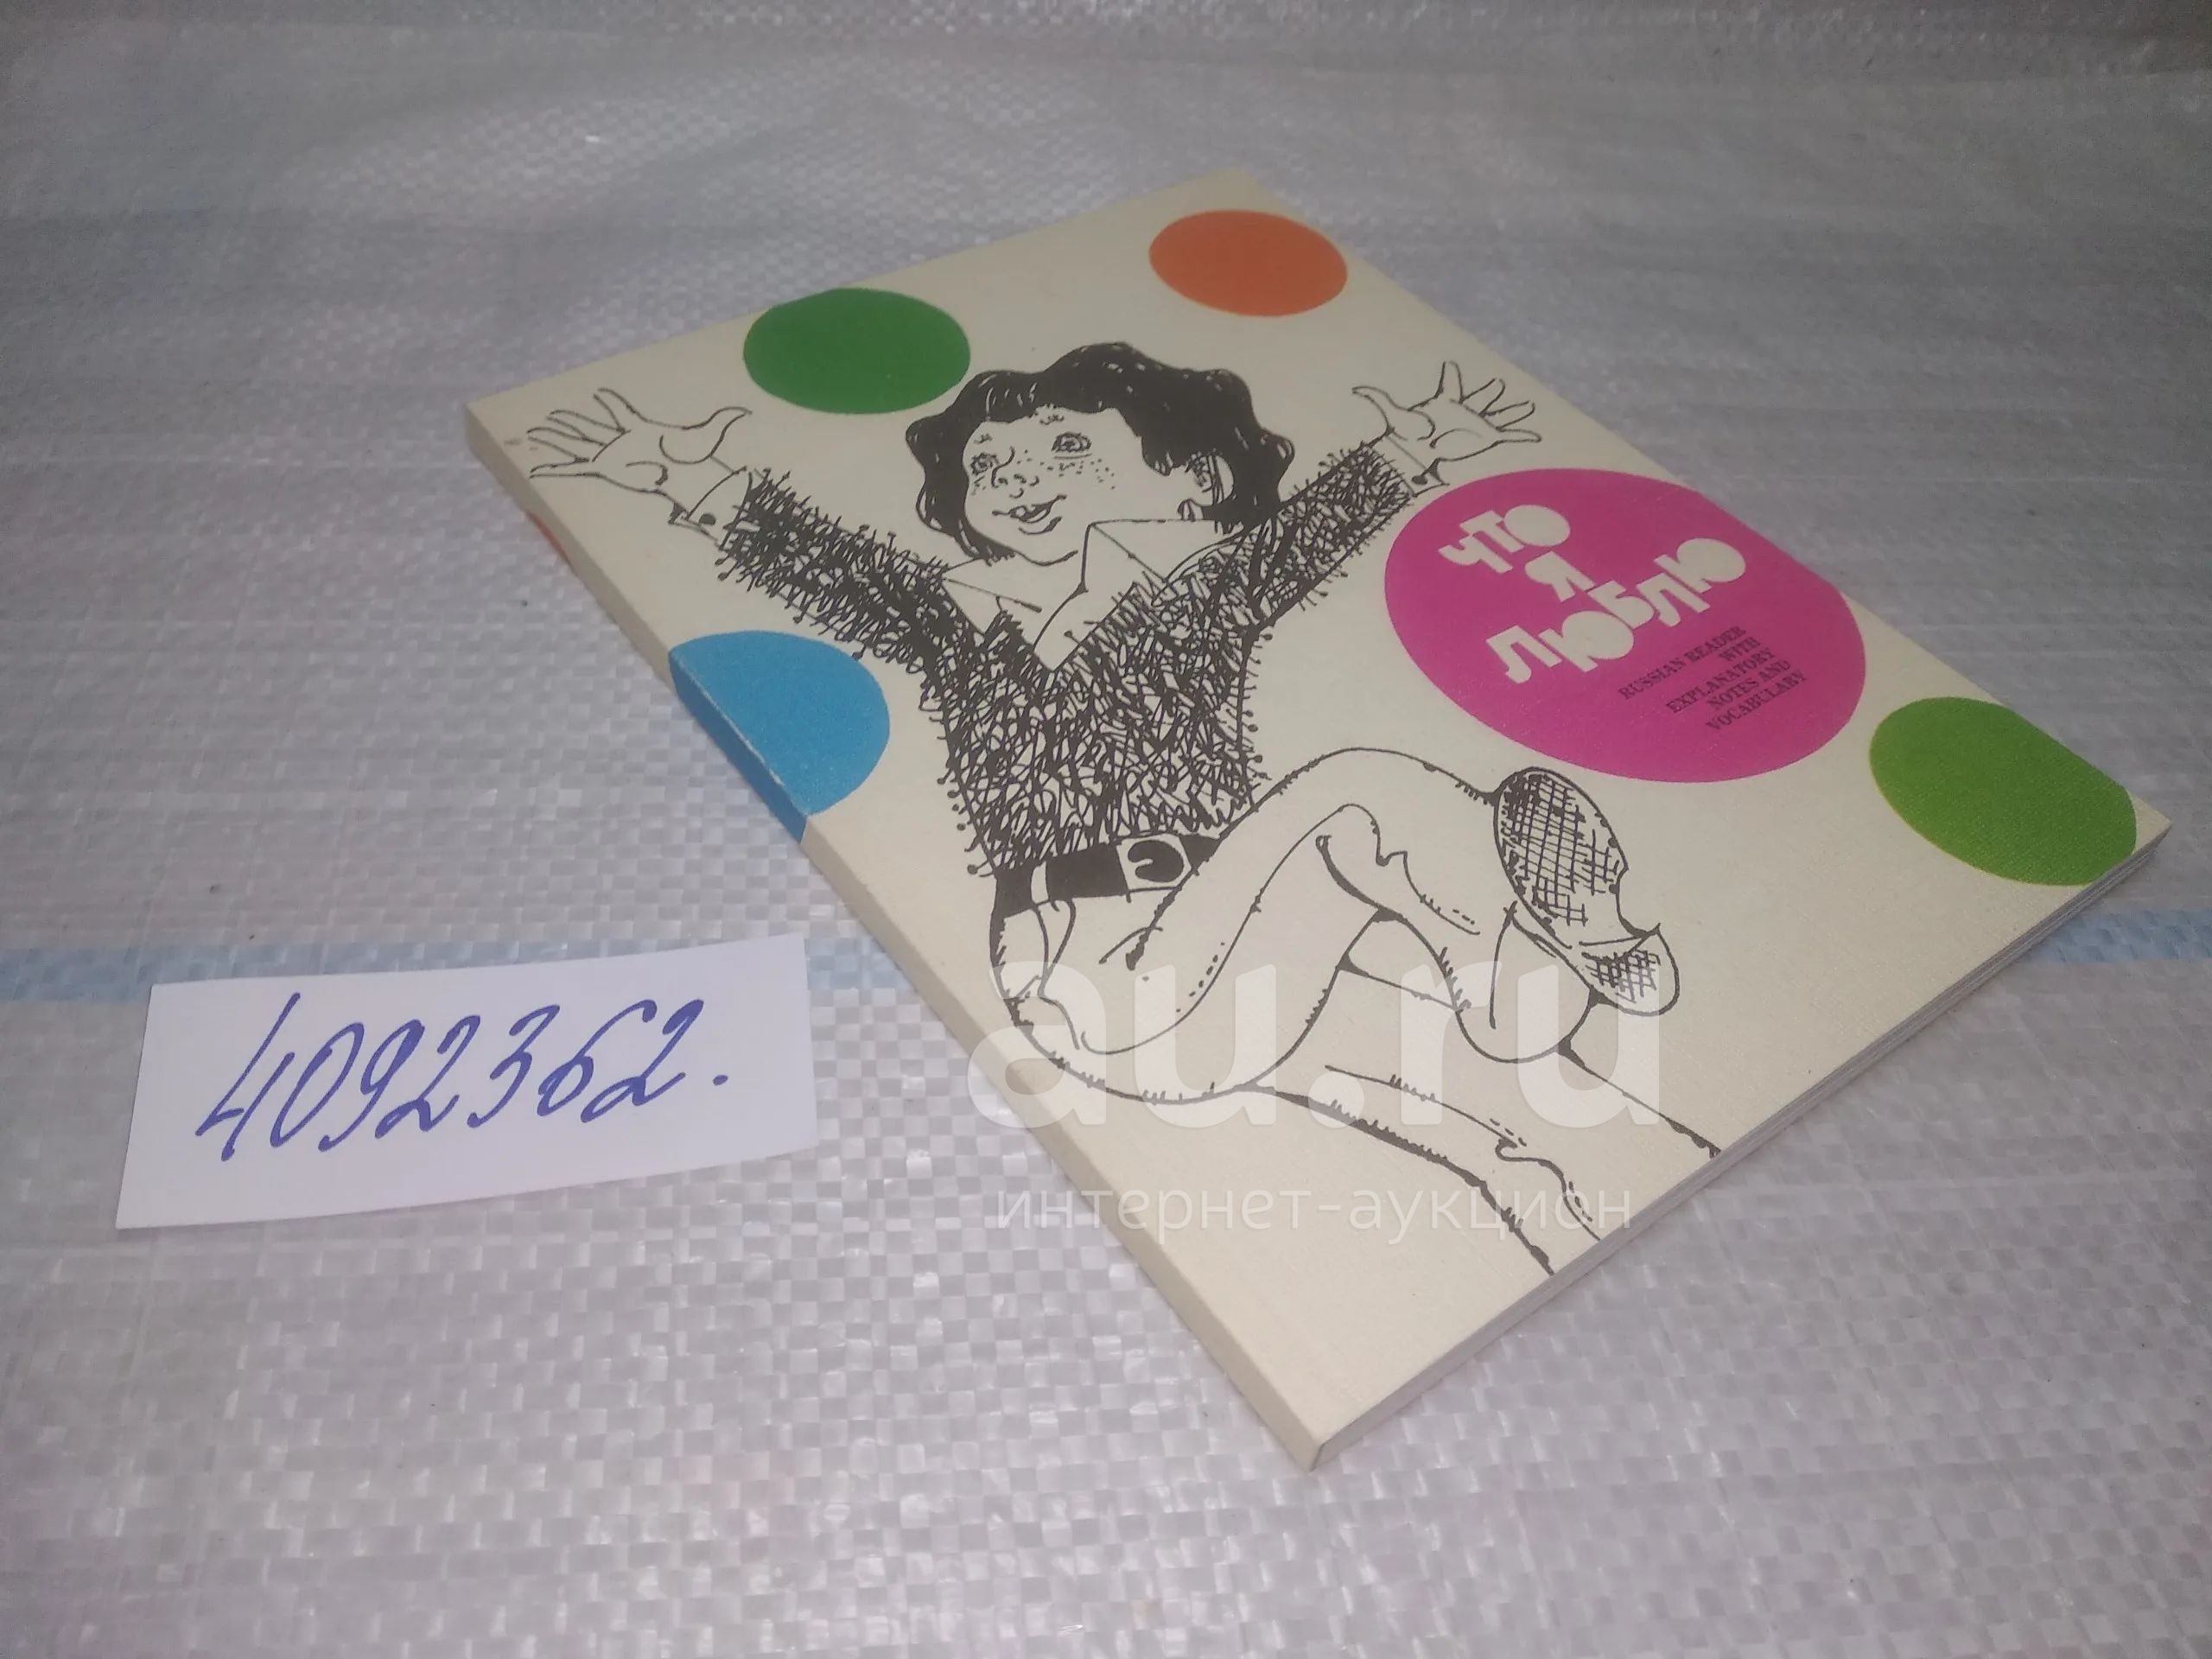 ЧТО
Я
ЛЮБЛЮ
RUSSIAN READER
WITH
EXPLANATORY
NOTES AND
VOCABULARY
4092362.
au.ru
интернет-аукцион